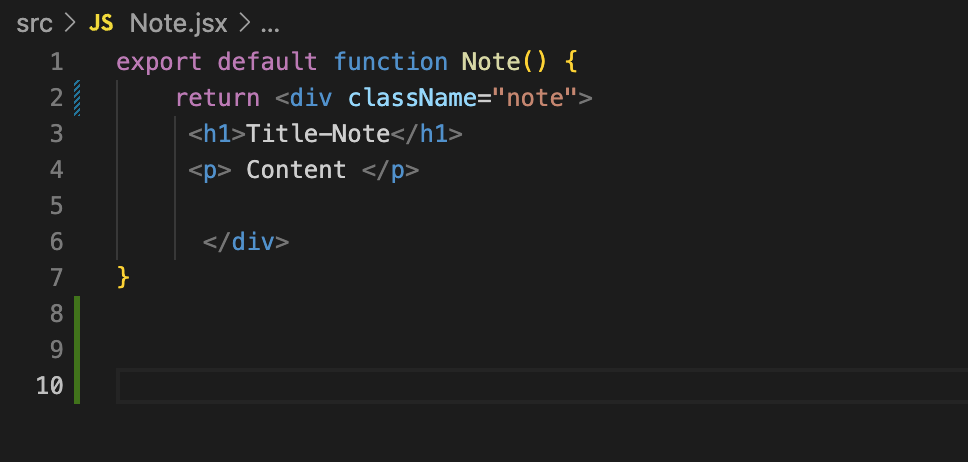 src > JS Note.jsx > ...
1 export default function Note() {
2 return <div className="note">
3 <h1>Title-Note</h1>
4 <p> Content </p>
5
6 </div>
7 }
8
9
10